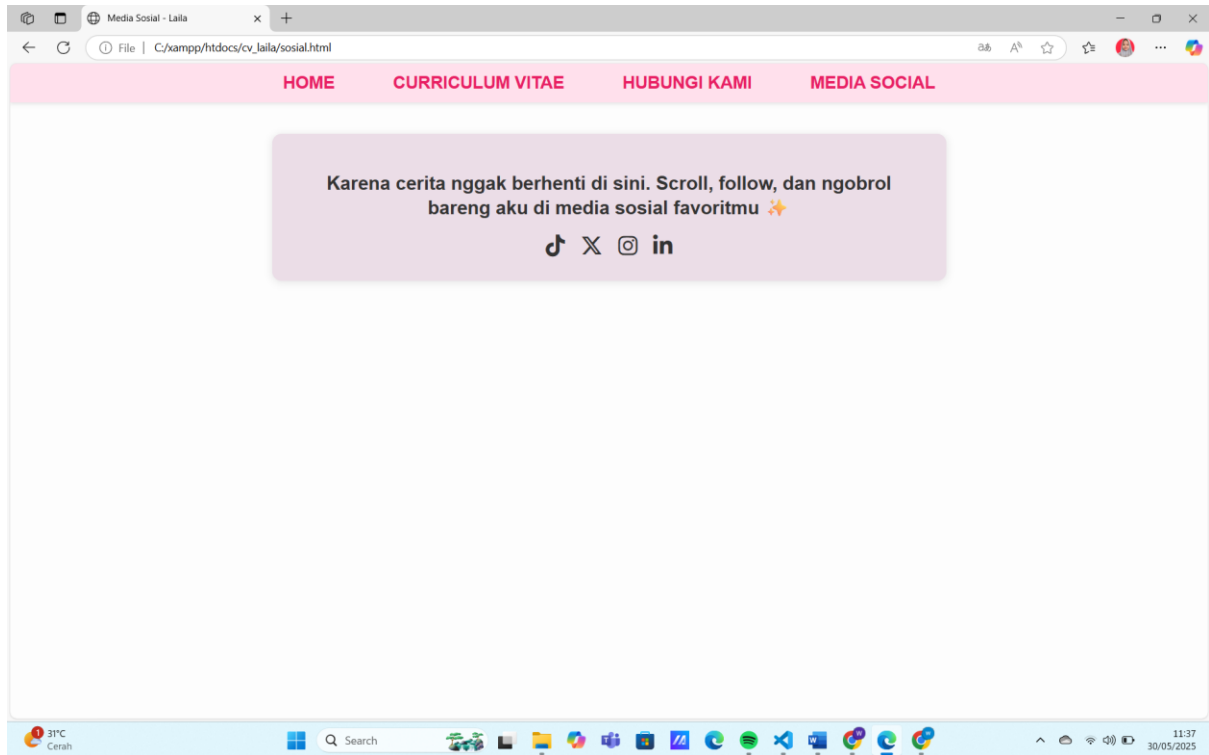 Media Sosial - Laila
File | C:/xampp/htdocs/cv_laila/sosial.html
HOME CURRICULUM VITAE HUBUNGI KAMI MEDIA SOCIAL
Karena cerita nggak berhenti di sini. Scroll, follow, dan ngobrol
bareng aku di media sosial favoritmu ✨
1 31°C
Cerah
Search
11:37
30/05/2025